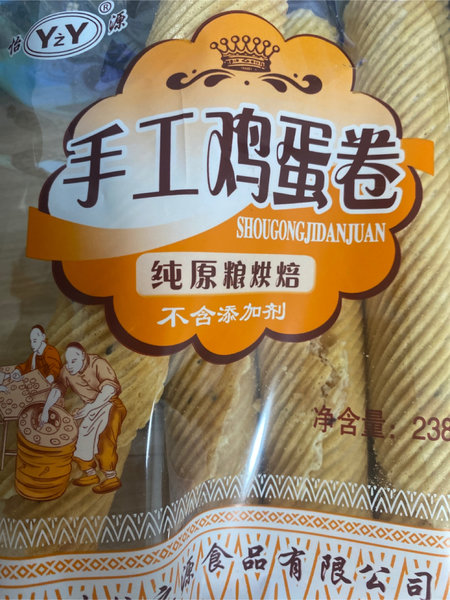 怡 YZY® 源
手工鸡蛋卷
SHOUGONGJIDANJUAN
纯原粮烘焙
不含添加剂
净含量: 238
源食品有限公司